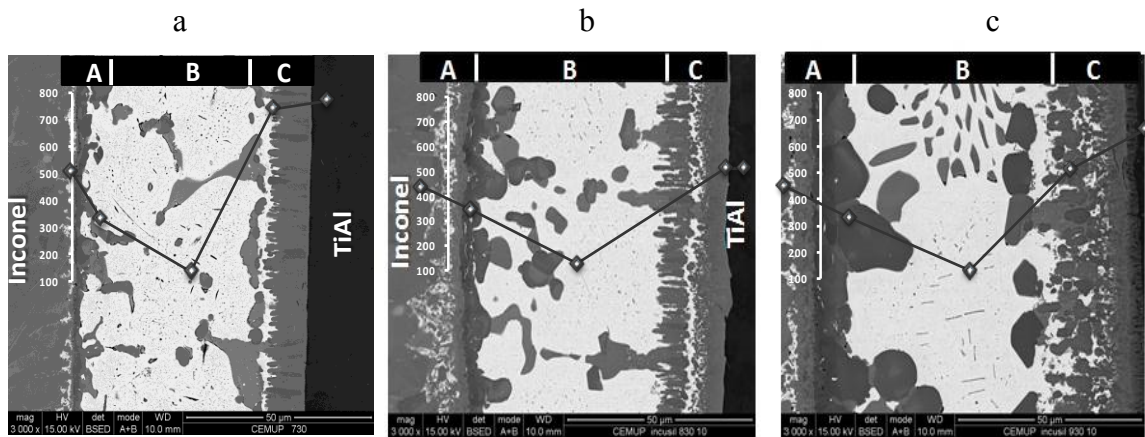 a
b
c
A B C
800
700
600
500
400
300
200
100
Inconel
TiAl
mag HV det mode WD 50 µm
3 000 x 15.00 kV BSED A+B 10.0 mm CEMUP 730
A B C
800
700
600
500
400
300
200
100
Inconel
TiAl
mag HV det mode WD 50 µm
3 000 x 15.00 kV BSED A+B 10.0 mm CEMUP incusil 830 10
A B C
800
700
600
500
400
300
200
100
mag HV det mode WD 50 µm
3 000 x 15.00 kV BSED A+B 10.0 mm CEMUP incusil 930 10